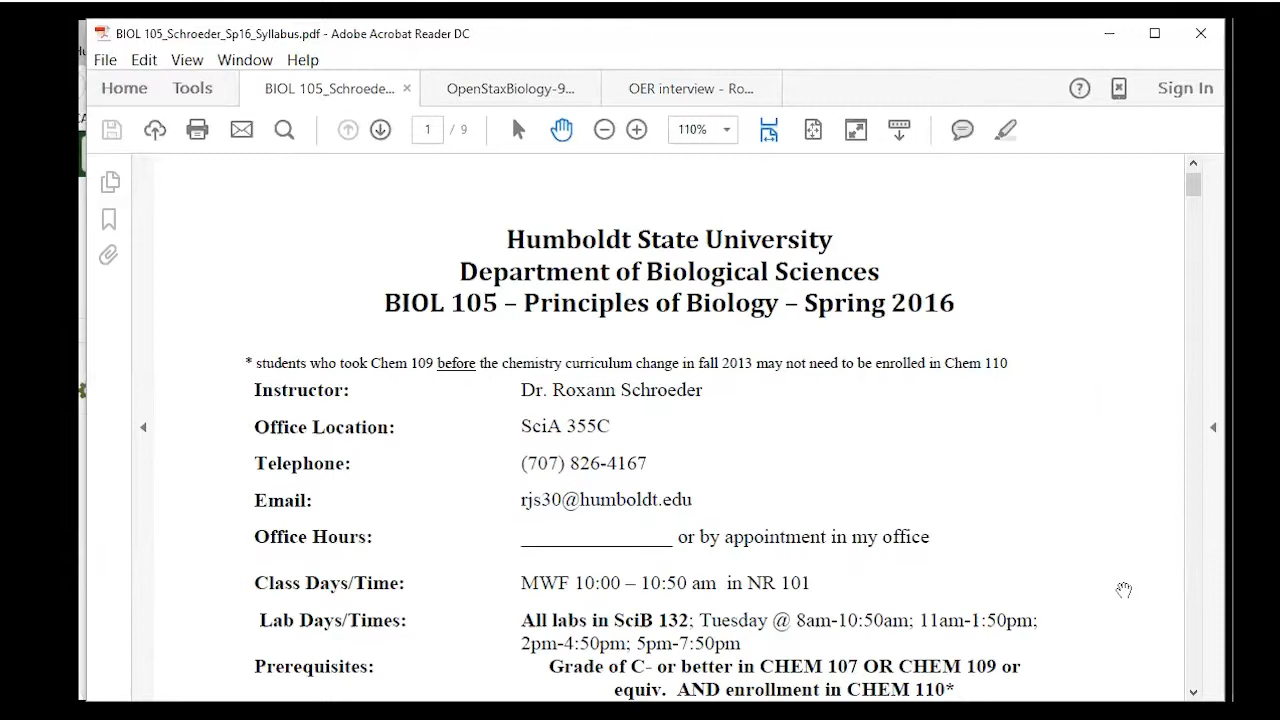 BIOL 105_Schroeder_Sp16_Syllabus.pdf - Adobe Acrobat Reader DC
File Edit View Window Help
Home Tools BIOL 105_Schroede... × OpenStaxBiology-9... OER interview - Ro... ? Sign In
1 / 9 110%
Humboldt State University
Department of Biological Sciences
BIOL 105 – Principles of Biology – Spring 2016
* students who took Chem 109 before the chemistry curriculum change in fall 2013 may not need to be enrolled in Chem 110
Instructor: Dr. Roxann Schroeder
Office Location: SciA 355C
Telephone: (707) 826-4167
Email: rjs30@humboldt.edu
Office Hours: ________________ or by appointment in my office
Class Days/Time: MWF 10:00 – 10:50 am in NR 101
Lab Days/Times: All labs in SciB 132; Tuesday @ 8am-10:50am; 11am-1:50pm;
2pm-4:50pm; 5pm-7:50pm
Prerequisites: Grade of C- or better in CHEM 107 OR CHEM 109 or
equiv. AND enrollment in CHEM 110*